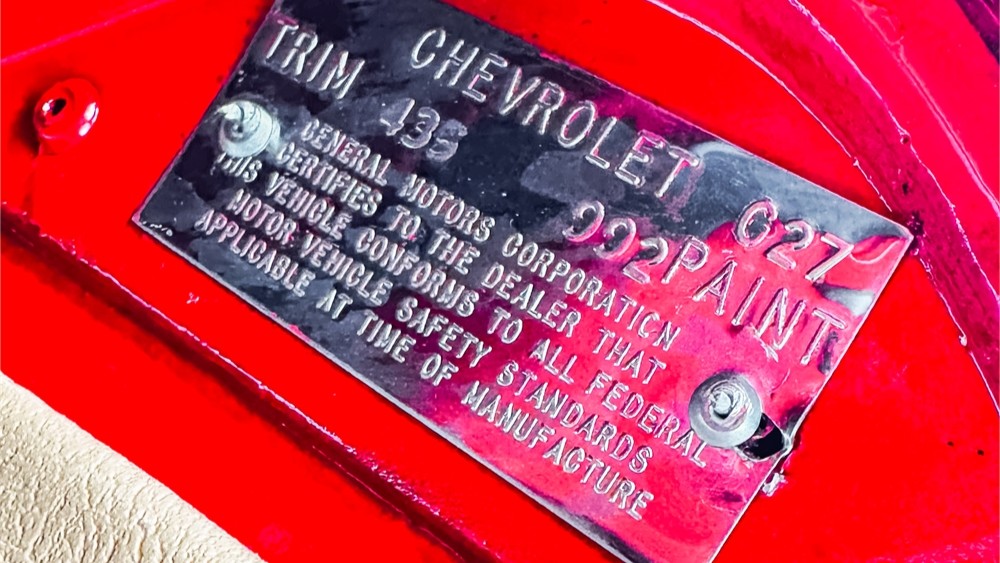 CHEVROLET G27
TRIM 992PAINT
GENERAL MOTORS CORPORATION
CERTIFIES TO THE DEALER THAT
THIS VEHICLE CONFORMS TO ALL FEDERAL
MOTOR VEHICLE SAFETY STANDARDS
APPLICABLE AT TIME OF MANUFACTURE